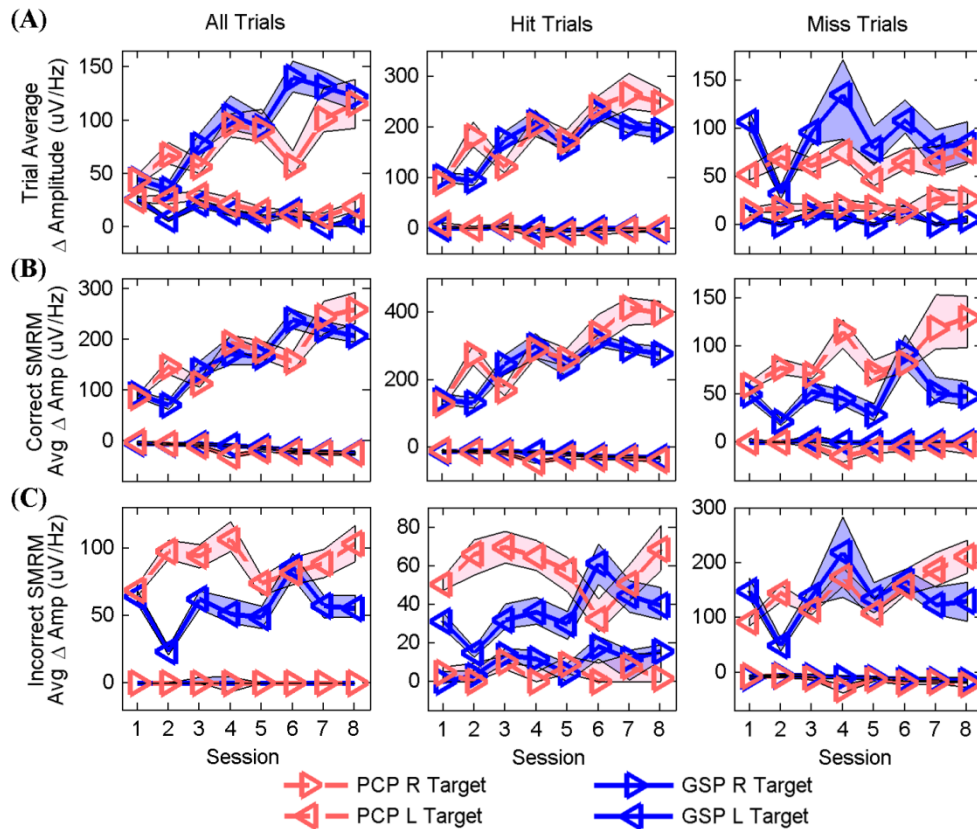 (A)
All Trials
Hit Trials
Miss Trials
Trial Average
Δ Amplitude (uV/Hz)
150
100
50
0
300
200
100
0
150
100
50
0
(B)
Correct SMRM
Avg Δ Amp (uV/Hz)
300
200
100
0
400
200
0
150
100
50
0
(C)
Incorrect SMRM
Avg Δ Amp (uV/Hz)
100
50
0
80
60
40
20
0
300
200
100
0
1 2 3 4 5 6 7 8
1 2 3 4 5 6 7 8
1 2 3 4 5 6 7 8
Session
Session
Session
PCP R Target
GSP R Target
PCP L Target
GSP L Target